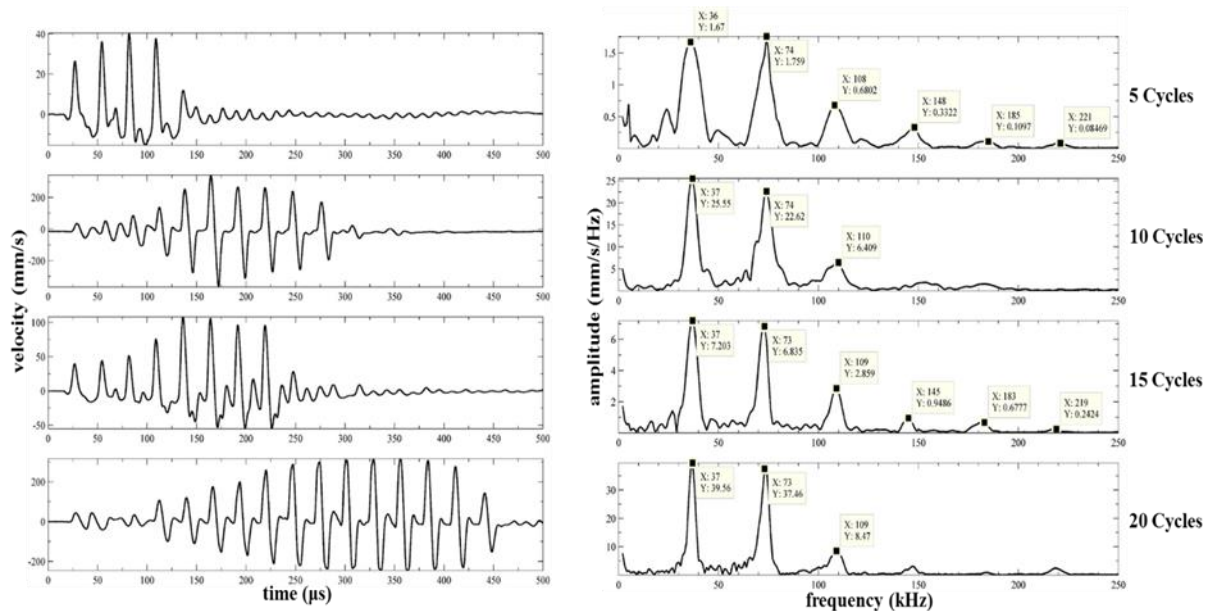 velocity (mm/s)
40
20
0
0 50 100 150 200 250 300 350 400 450 500
200
0
-200
0 50 100 150 200 250 300 350 400 450 500
100
50
0
-50
0 50 100 150 200 250 300 350 400 450 500
200
0
-200
0 50 100 150 200 250 300 350 400 450 500
time (µs)
amplitude (mm/s/Hz)
X: 36
Y: 1.67
X: 74
Y: 1.759
X: 108
Y: 0.6802
X: 148
Y: 0.3322
X: 185
Y: 0.1097
X: 221
Y: 0.08469
1.5
1
0.5
0 50 100 150 200 250
5 Cycles
X: 37
Y: 25.55
X: 74
Y: 22.62
X: 110
Y: 6.409
25
20
15
10
5
0 50 100 150 200 250
10 Cycles
X: 37
Y: 7.203
X: 73
Y: 6.835
X: 109
Y: 2.859
X: 145
Y: 0.9486
X: 183
Y: 0.6777
X: 219
Y: 0.2424
6
4
2
0 50 100 150 200 250
15 Cycles
X: 37
Y: 39.56
X: 73
Y: 37.46
X: 109
Y: 8.47
30
20
10
0 50 100 150 200 250
20 Cycles
frequency (kHz)